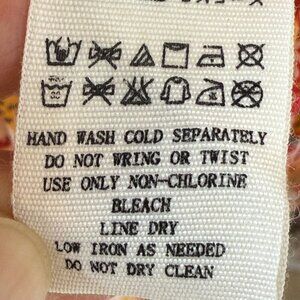 HAND WASH COLD SEPARATELY
DO NOT WRING OR TWIST
USE ONLY NON-CHLORINE
BLEACH
LINE DRY
LOW IRON AS NEEDED
DO NOT DRY CLEAN